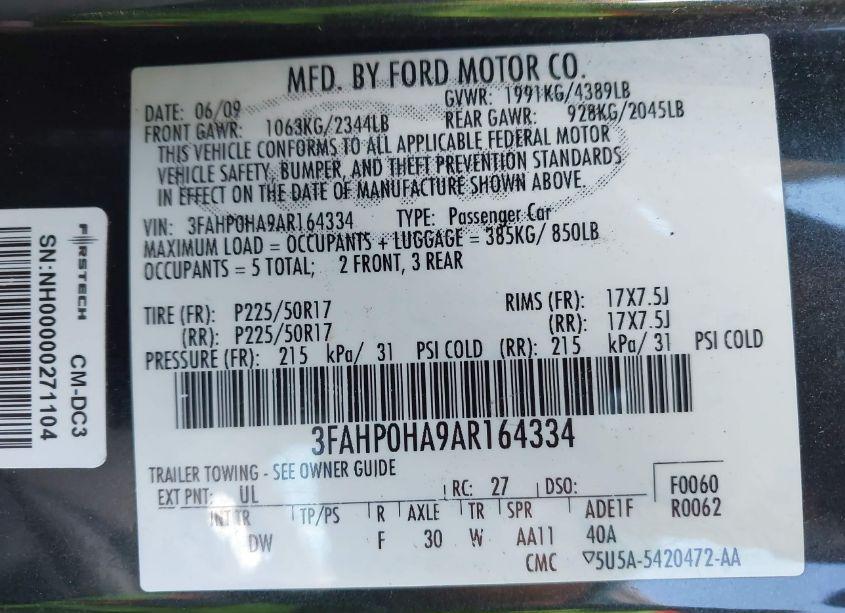 MFD. BY FORD MOTOR CO.
DATE: 06/09 GVWR: 1991KG/4389LB
FRONT GAWR: 1063KG/2344LB REAR GAWR: 928KG/2045LB
THIS VEHICLE CONFORMS TO ALL APPLICABLE FEDERAL MOTOR
VEHICLE SAFETY, BUMPER, AND THEFT PREVENTION STANDARDS
IN EFFECT ON THE DATE OF MANUFACTURE SHOWN ABOVE.
VIN: 3FAHP0HA9AR164334 TYPE: Passenger Car
MAXIMUM LOAD = OCCUPANTS + LUGGAGE = 385KG/ 850LB
OCCUPANTS = 5 TOTAL; 2 FRONT, 3 REAR
TIRE (FR): P225/50R17 RIMS (FR): 17X7.5J
(RR): P225/50R17 (RR): 17X7.5J
PRESSURE (FR): 215 kPa/ 31 PSI COLD (RR): 215 kPa/ 31 PSI COLD
3FAHP0HA9AR164334
TRAILER TOWING - SEE OWNER GUIDE
EXT PNT: UL RC: 27 DSO: F0060
INT TR TP/PS R AXLE TR SPR ADE1F R0062
DW F 30 W AA11 40A
CMC ▽5U5A-5420472-AA
FIRSTECH CM-DC3
SN:NH00000271104